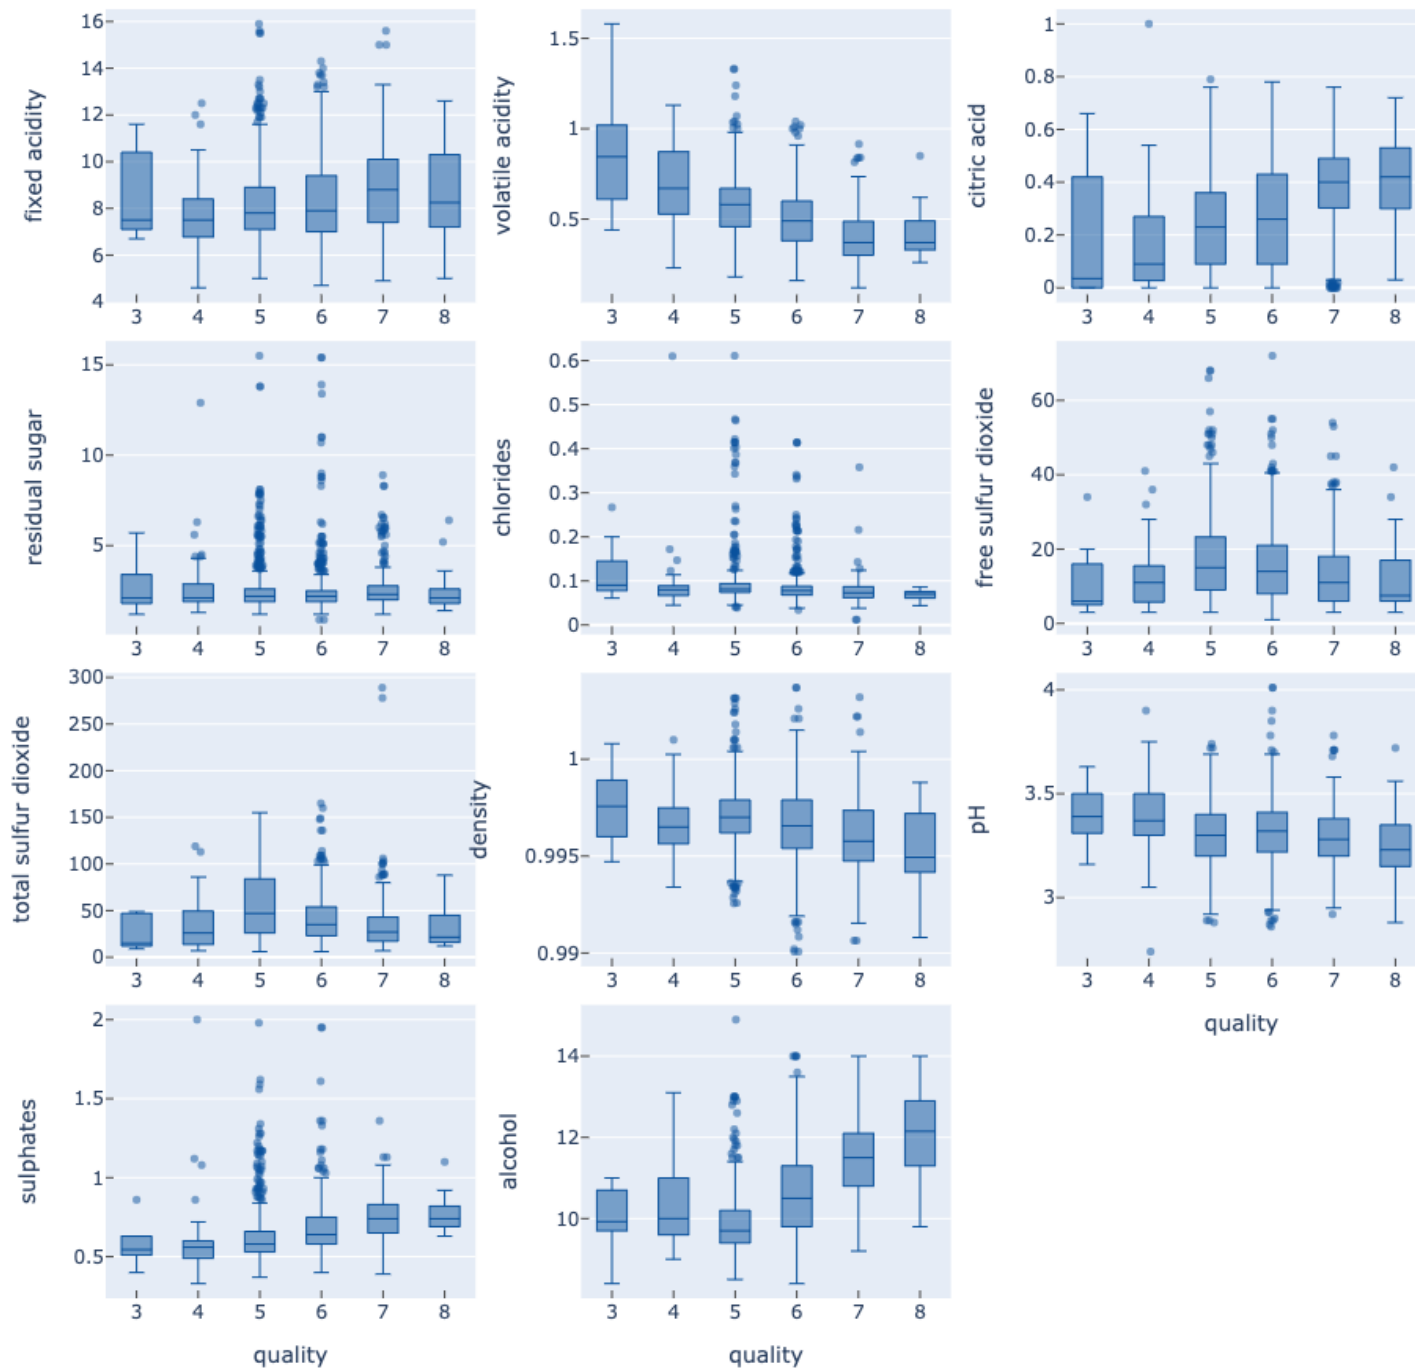 fixed acidity
16
14
12
10
8
6
4
3 4 5 6 7 8
volatile acidity
1.5
1
0.5
3 4 5 6 7 8
citric acid
1
0.8
0.6
0.4
0.2
0
3 4 5 6 7 8
residual sugar
15
10
5
3 4 5 6 7 8
chlorides
0.6
0.5
0.4
0.3
0.2
0.1
0
3 4 5 6 7 8
free sulfur dioxide
60
40
20
0
3 4 5 6 7 8
total sulfur dioxide
300
250
200
150
100
50
0
3 4 5 6 7 8
density
1
0.995
0.99
3 4 5 6 7 8
pH
4
3.5
3
3 4 5 6 7 8
quality
sulphates
2
1.5
1
0.5
3 4 5 6 7 8
quality
alcohol
14
12
10
3 4 5 6 7 8
quality